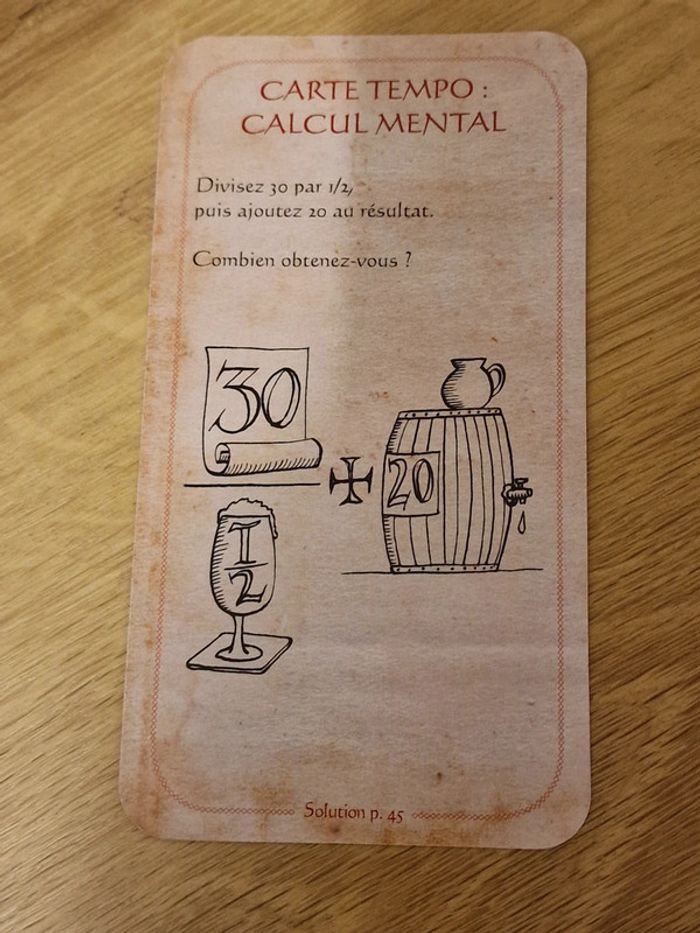 CARTE TEMPO :
CALCUL MENTAL
Divisez 30 par 1/2,
puis ajoutez 20 au résultat.
Combien obtenez-vous ?
30
+ 20
1
2
Solution p. 45